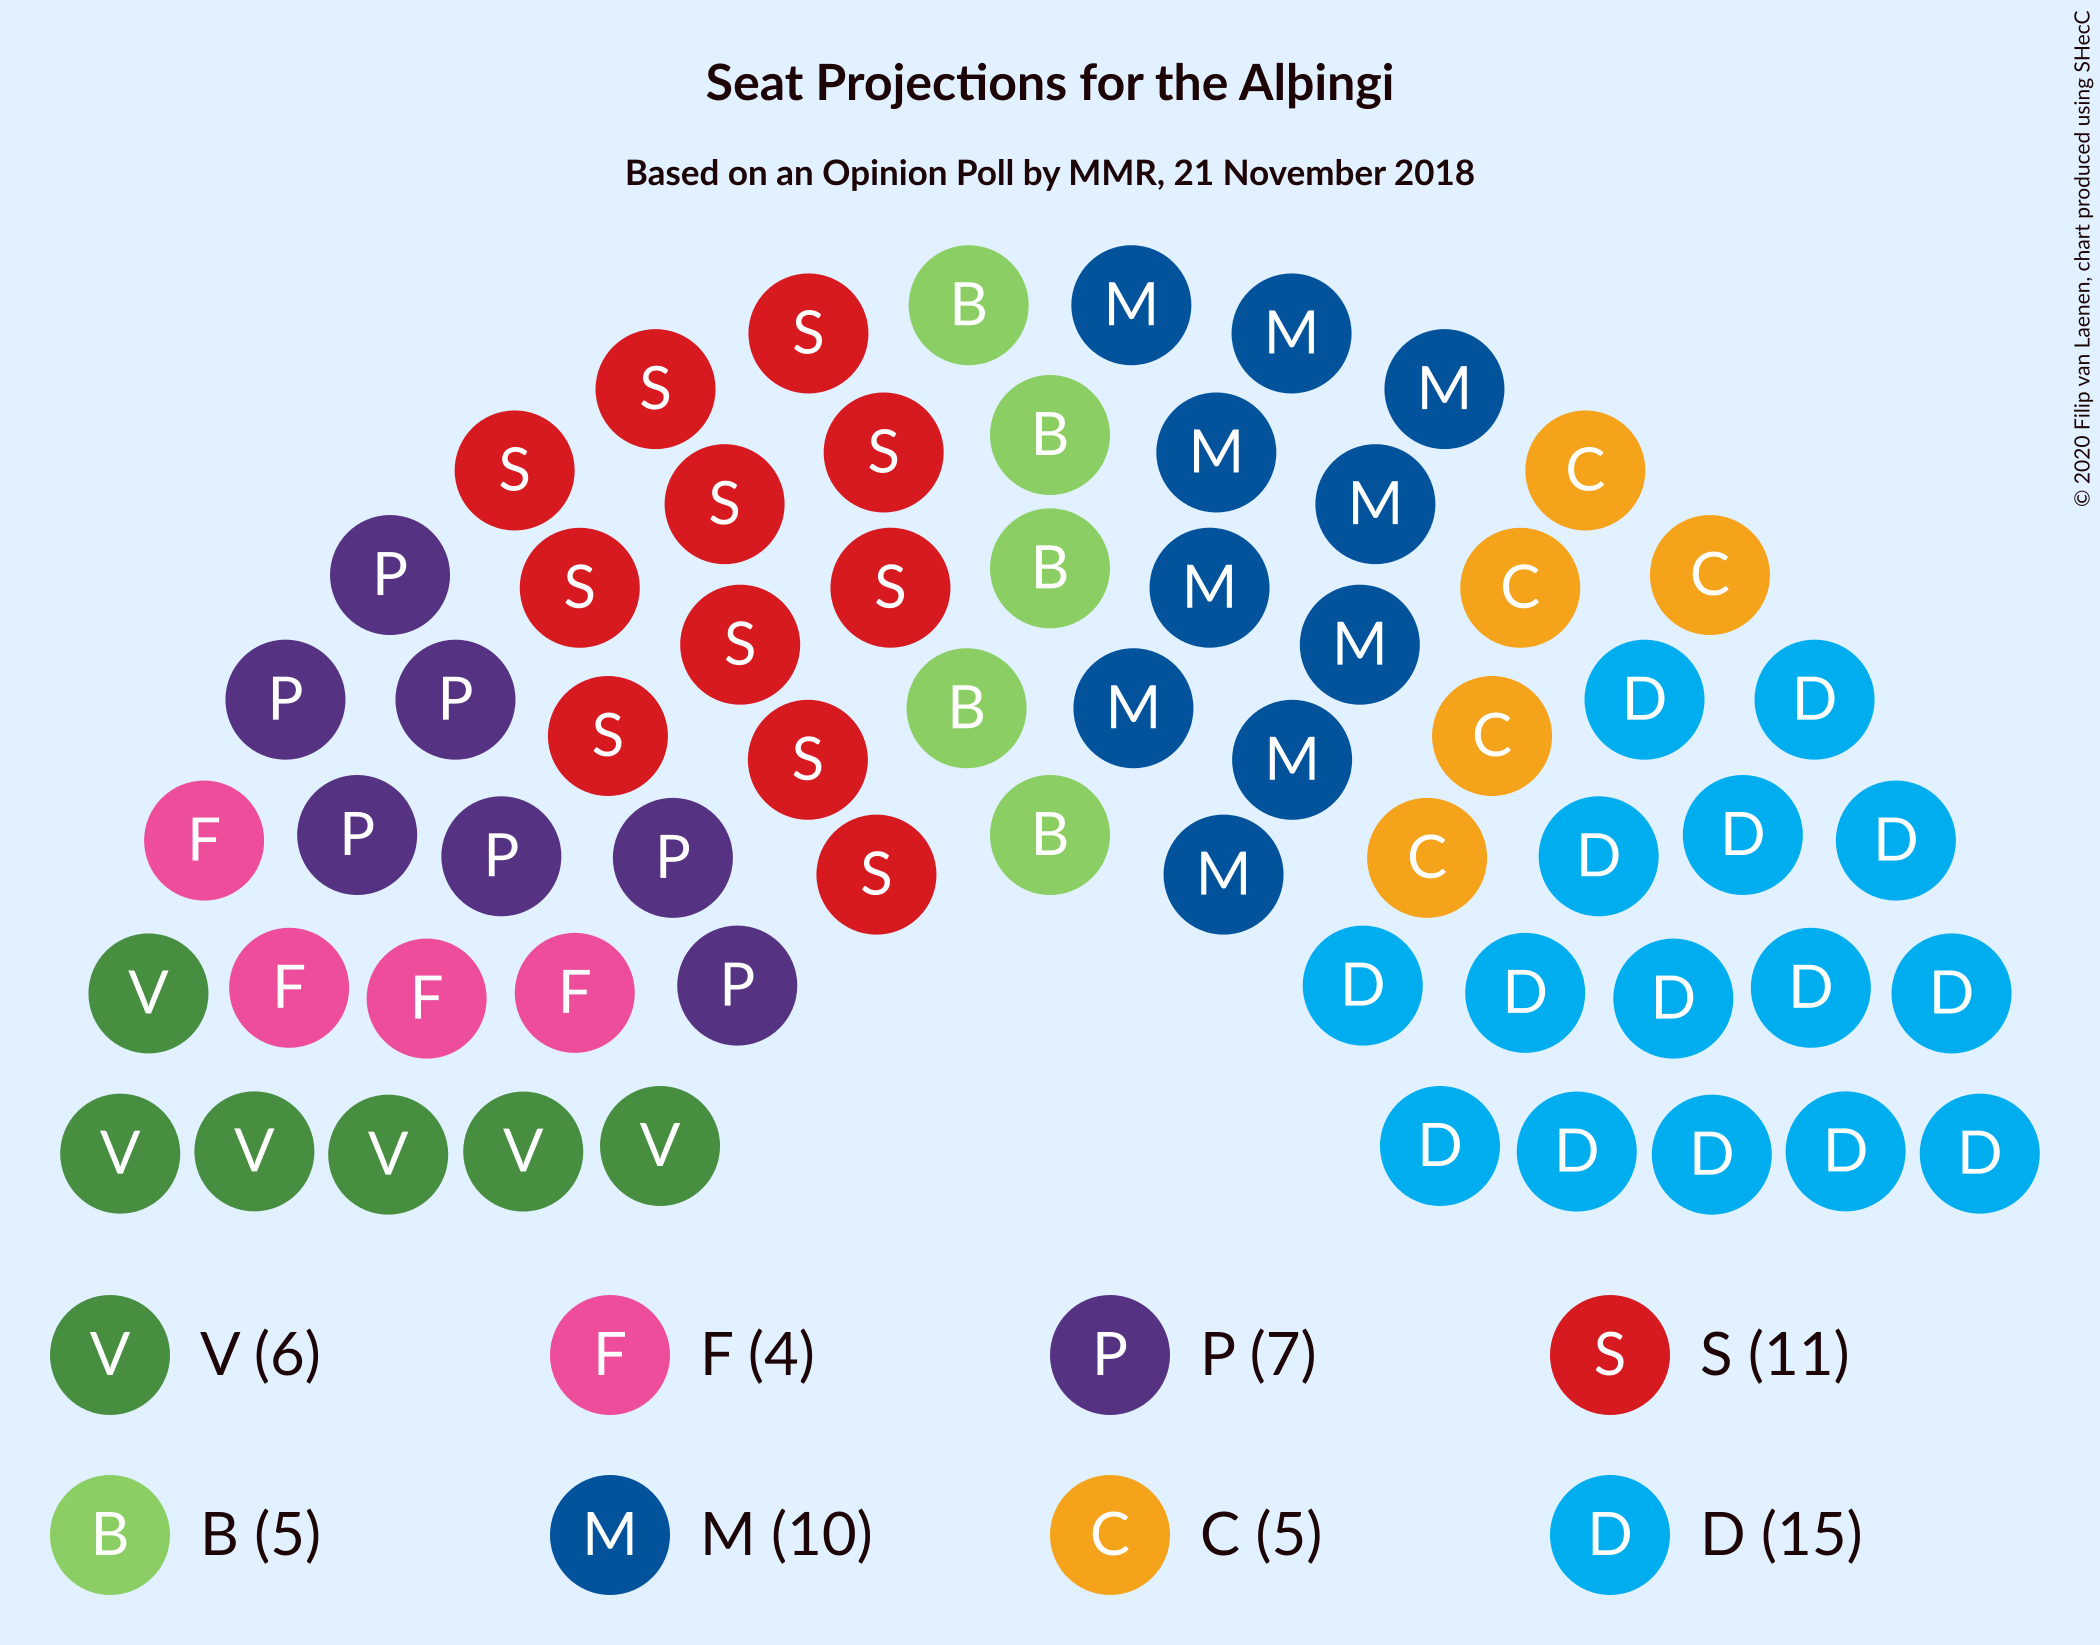 Seat Projections for the Alþingi
Based on an Opinion Poll by MMR, 21 November 2018
© 2020 Filip van Laenen, chart produced using SHecC
B M
S M
S M
B
S M
S C
S M
P C
B
S S M C
S M
P P D D
B M
S C
S M
F P D D
P P C D
B
S M
V F F F P D D D D D
V V V V V D D D D D
V V (6) F F (4) P P (7) S S (11)
B B (5) M M (10) C C (5) D D (15)